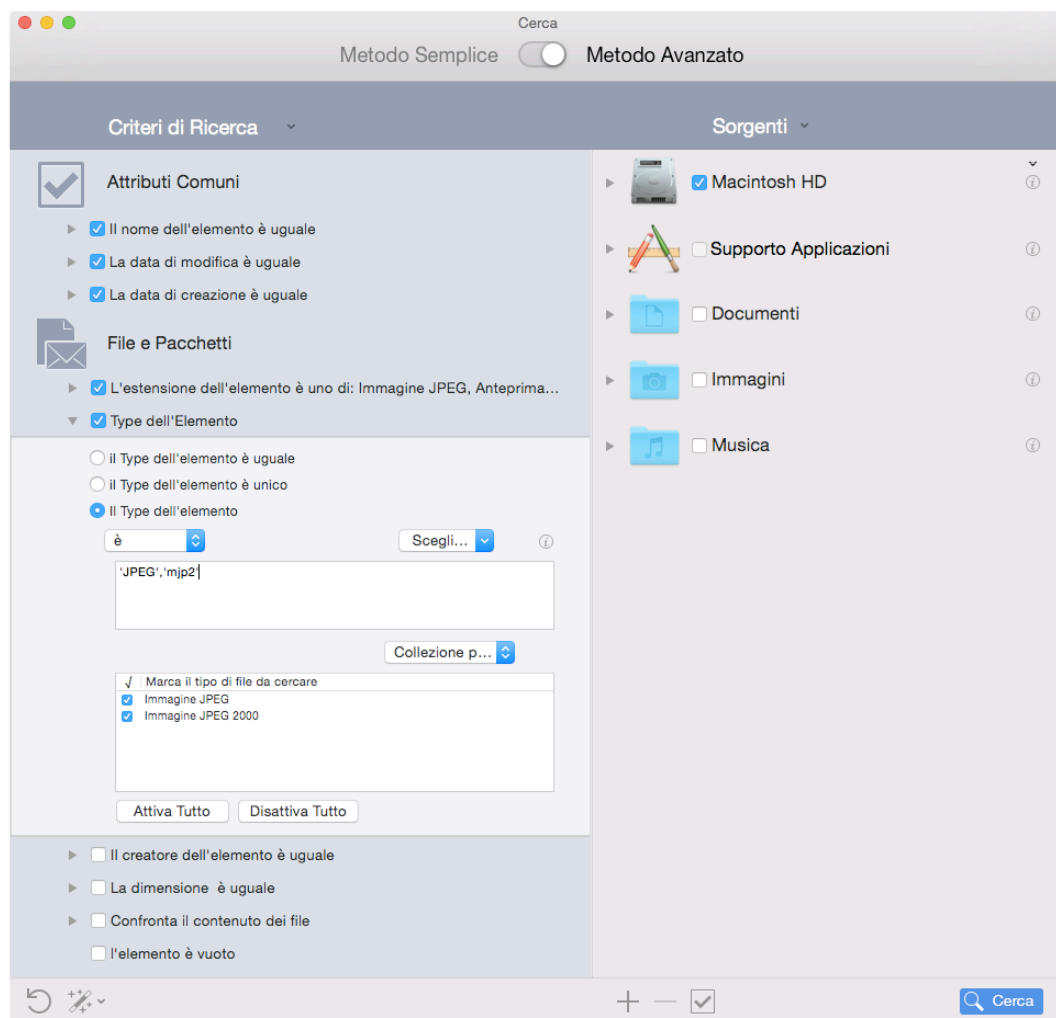 Cerca
Metodo Semplice Metodo Avanzato
Criteri di Ricerca
Sorgenti
Attributi Comuni
Il nome dell'elemento è uguale
La data di modifica è uguale
La data di creazione è uguale
File e Pacchetti
L'estensione dell'elemento è uno di: Immagine JPEG, Anteprima...
Type dell'Elemento
il Type dell'elemento è uguale
il Type dell'elemento è unico
Il Type dell'elemento
è
Scegli...
'JPEG','mjp2'
Collezione p...
√ Marca il tipo di file da cercare
Immagine JPEG
Immagine JPEG 2000
Attiva Tutto
Disattiva Tutto
Il creatore dell'elemento è uguale
La dimensione è uguale
Confronta il contenuto dei file
l'elemento è vuoto
Macintosh HD
Supporto Applicazioni
Documenti
Immagini
Musica
Cerca